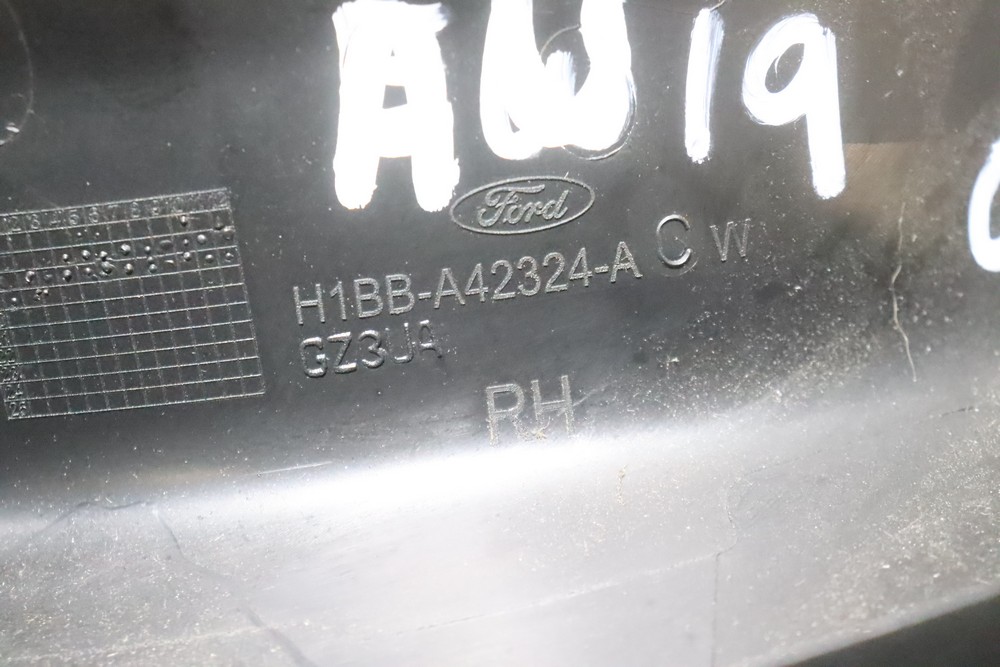 AW19
Ford
H1BB-A42324-A C W
GZ3UA
RH